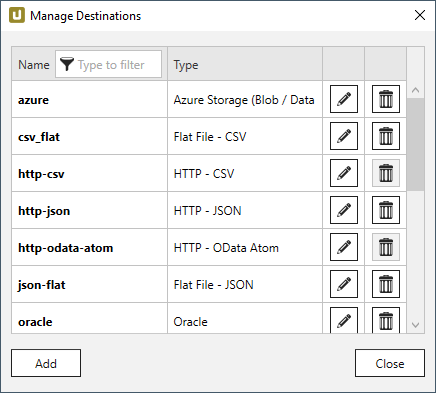 Manage Destinations
Name Type to filter Type
azure Azure Storage (Blob / Data
csv_flat Flat File - CSV
http-csv HTTP - CSV
http-json HTTP - JSON
http-odata-atom HTTP - OData Atom
json-flat Flat File - JSON
oracle Oracle
Add Close